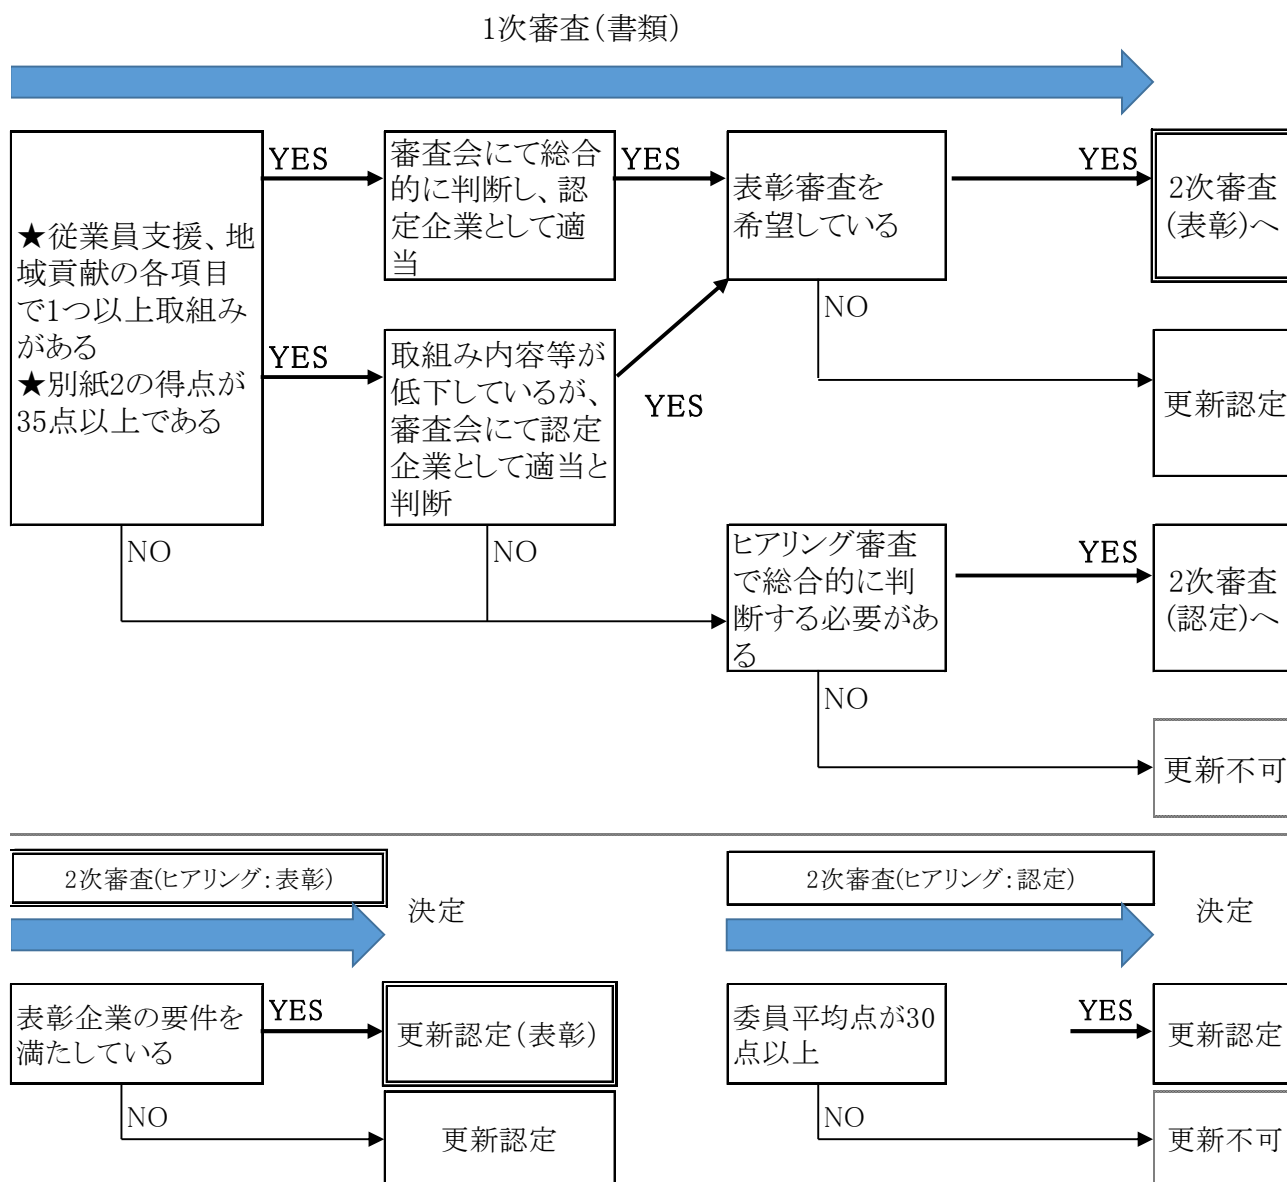 1次審査(書類)
YES
審査会にて総合
的に判断し、認
定企業として適
当
YES
表彰審査を
希望している
YES
2次審査
(表彰)へ
★従業員支援、地
域貢献の各項目
で1つ以上取組み
がある
★別紙2の得点が
35点以上である
NO
YES
取組み内容等が
低下しているが、
審査会にて認定
企業として適当と
判断
YES
更新認定
NO
NO
ヒアリング審査
で総合的に判
断する必要があ
る
YES
2次審査
(認定)へ
NO
更新不可
2次審査(ヒアリング:表彰)
決定
2次審査(ヒアリング:認定)
決定
表彰企業の要件を
満たしている
YES
更新認定(表彰)
NO
更新認定
委員平均点が30
点以上
YES
更新認定
NO
更新不可